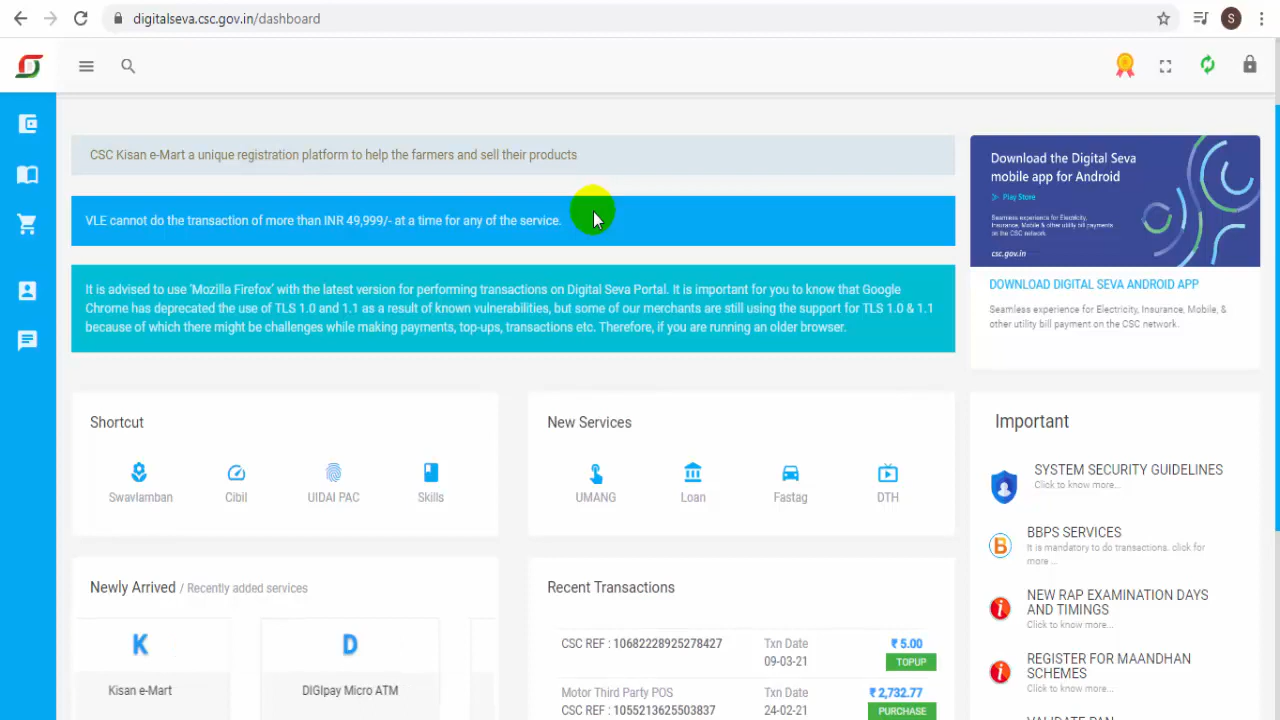 digitalseva.csc.gov.in/dashboard
S
CSC Kisan e-Mart a unique registration platform to help the farmers and sell their products
VLE cannot do the transaction of more than INR 49,999/- at a time for any of the service.
It is advised to use 'Mozilla Firefox' with the latest version for performing transactions on Digital Seva Portal. It is important for you to know that Google
Chrome has deprecated the use of TLS 1.0 and 1.1 as a result of known vulnerabilities, but some of our merchants are still using the support for TLS 1.0 & 1.1
because of which there might be challenges while making payments, top-ups, transactions etc. Therefore, if you are running an older browser.
Download the Digital Seva
mobile app for Android
Play Store
Seamless experience for Electricity,
Insurance, Mobile & other utility bill payments
on the CSC network.
csc.gov.in
DOWNLOAD DIGITAL SEVA ANDROID APP
Seamless experience for Electricity, Insurance, Mobile, &
other utility bill payment on the CSC network.
Shortcut
Swavlamban
Cibil
UIDAI PAC
Skills
New Services
UMANG
Loan
Fastag
DTH
Important
SYSTEM SECURITY GUIDELINES
Click to know more...
B
BBPS SERVICES
It is mandatory to do transactions. click for
more ...
NEW RAP EXAMINATION DAYS
AND TIMINGS
Click to know more...
REGISTER FOR MAANDHAN
SCHEMES
Click to know more...
VALIDATE PAN
Newly Arrived / Recently added services
K
Kisan e-Mart
D
DIGIpay Micro ATM
Recent Transactions
CSC REF : 10682228925278427
Txn Date
09-03-21
₹ 5.00
TOPUP
Motor Third Party POS
CSC REF : 1055213625503837
Txn Date
24-02-21
₹ 2,732.77
PURCHASE